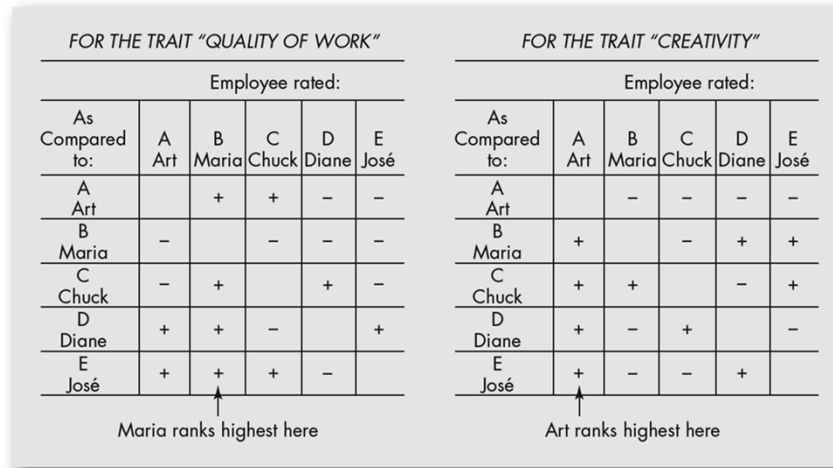 FOR THE TRAIT “QUALITY OF WORK”
Employee rated:
As
Compared
to:
A
Art
B
Maria
C
Chuck
D
Diane
E
José
A
Art
+ + – –
B
Maria
– – – –
C
Chuck
– + + –
D
Diane
+ + – +
E
José
+ + + –
Maria ranks highest here
FOR THE TRAIT “CREATIVITY”
Employee rated:
As
Compared
to:
A
Art
B
Maria
C
Chuck
D
Diane
E
José
A
Art
– – – –
B
Maria
+ – + +
C
Chuck
+ + – +
D
Diane
+ – + –
E
José
+ – – +
Art ranks highest here